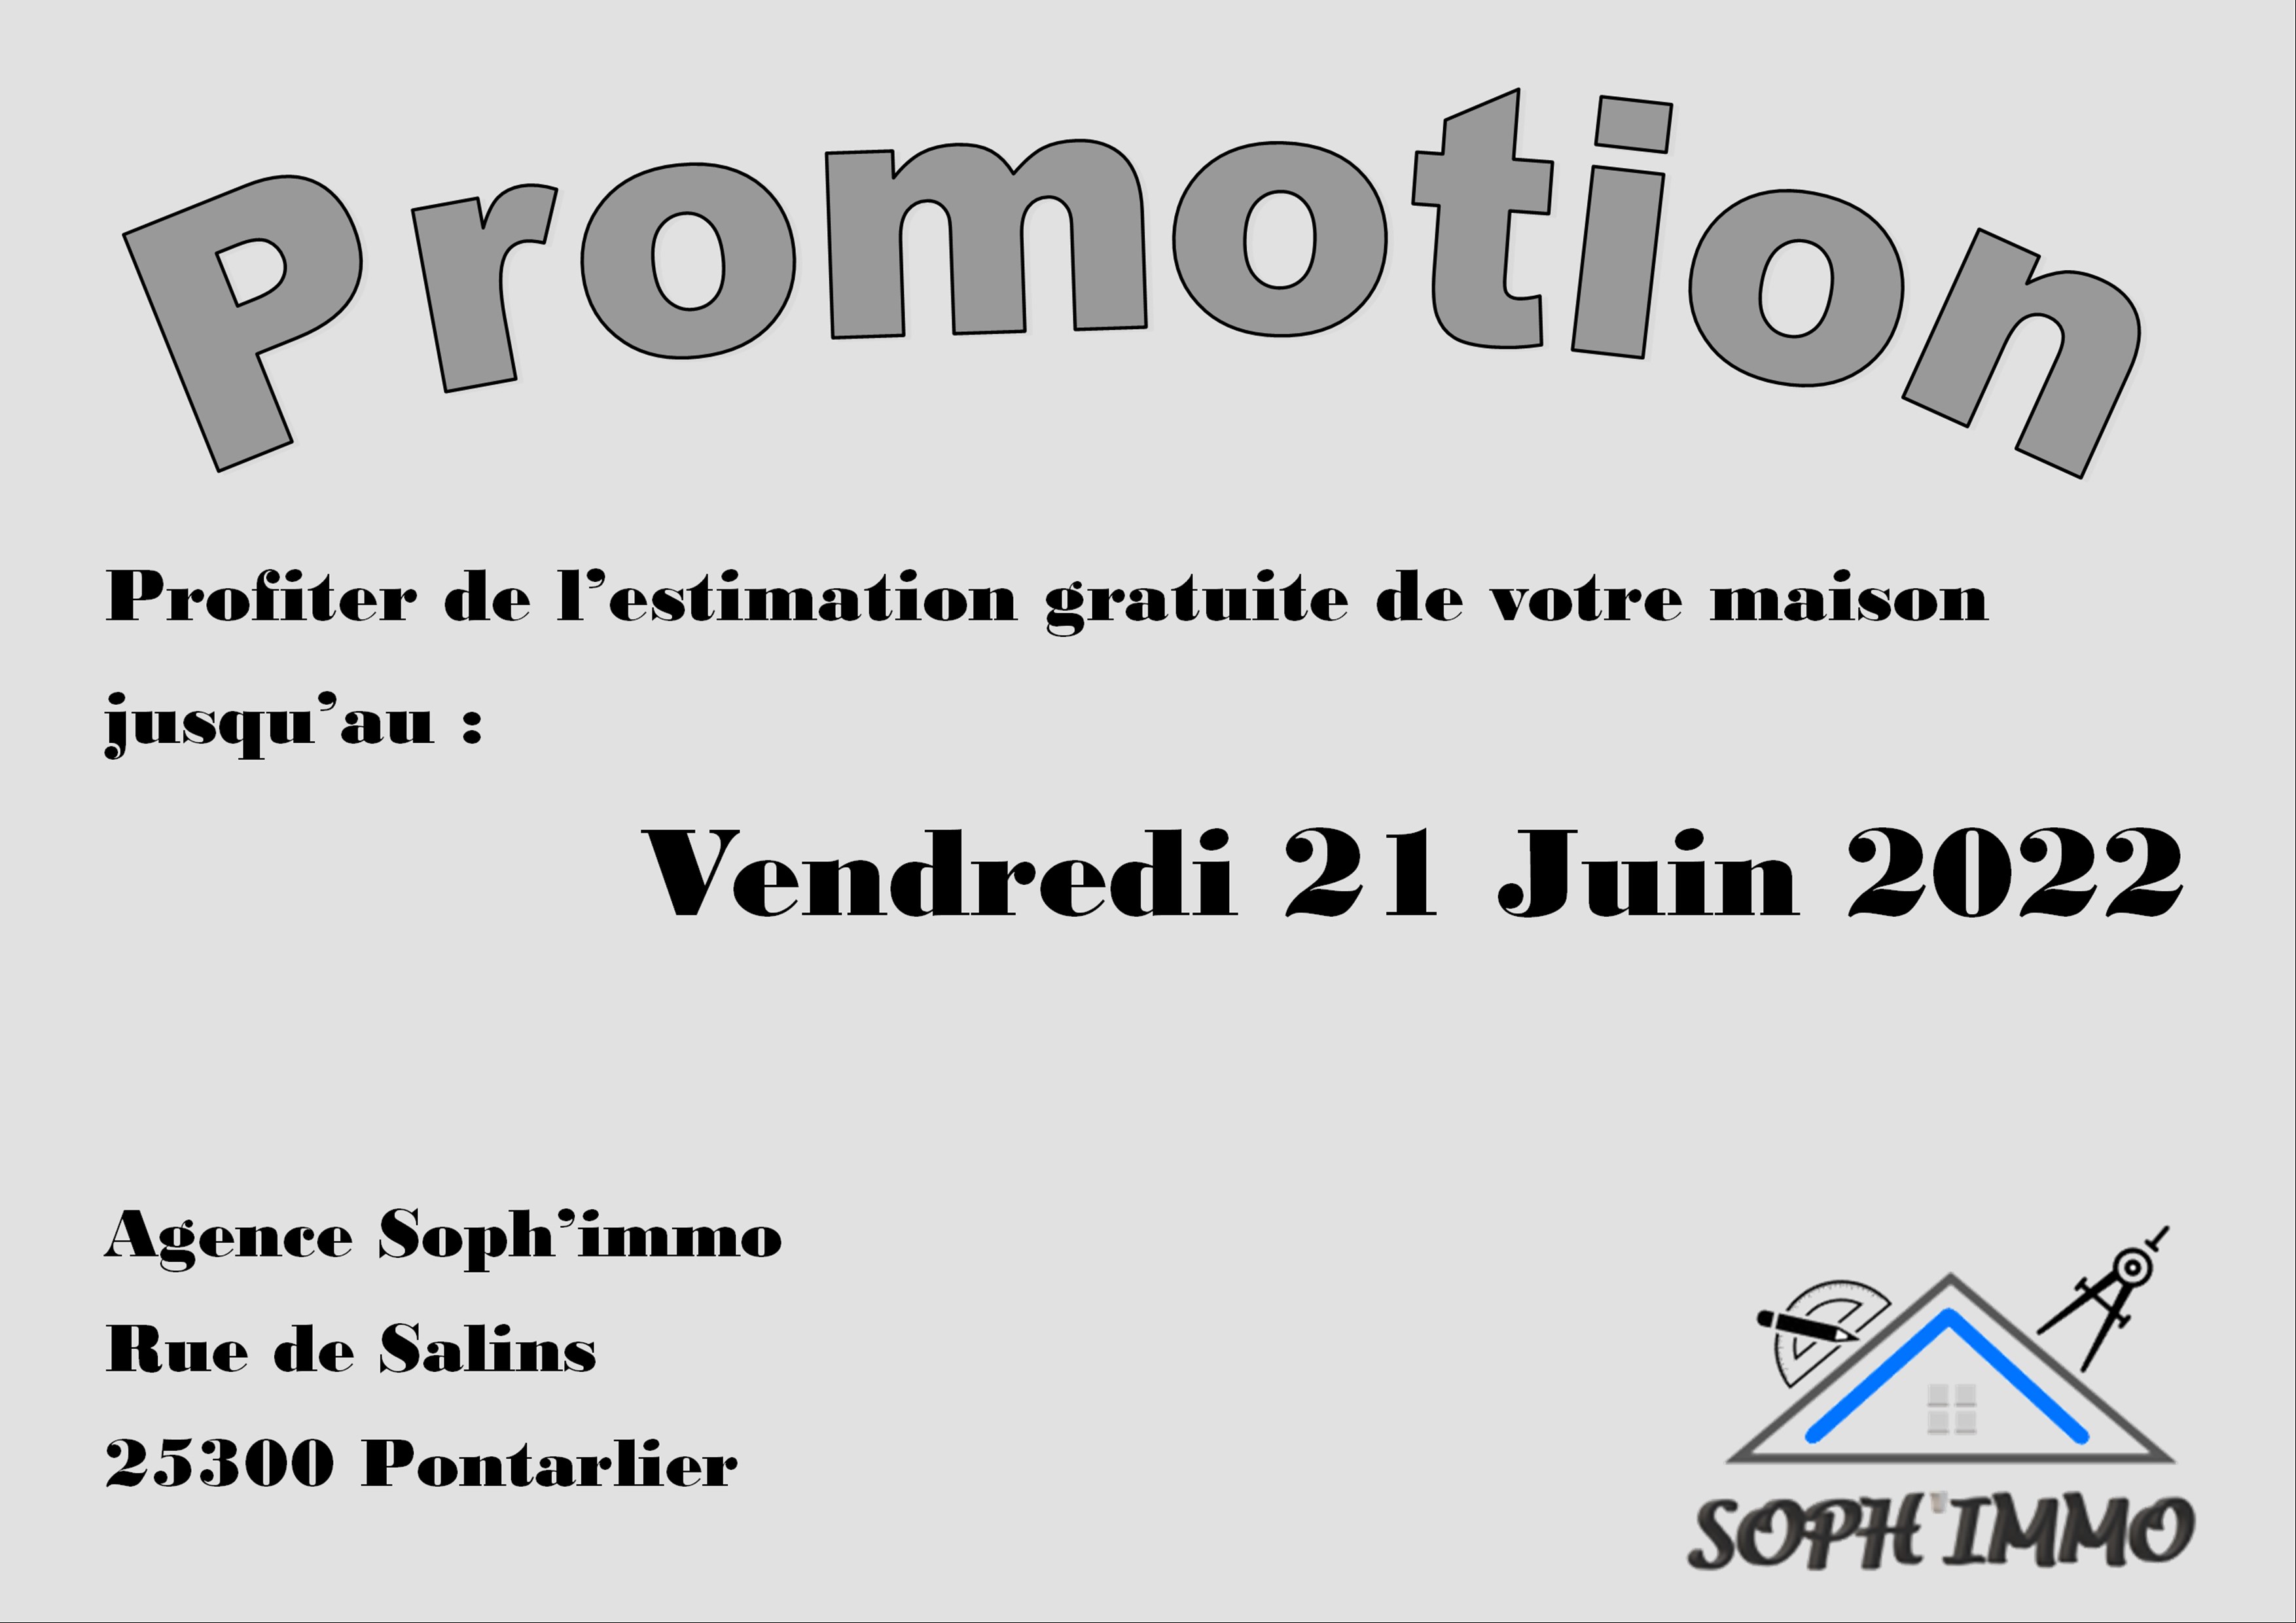 Promotion
Profiter de l’estimation gratuite de votre maison
jusqu’au :
Vendredi 21 Juin 2022
Agence Soph’immo
Rue de Salins
25300 Pontarlier
SOPH'IMMO